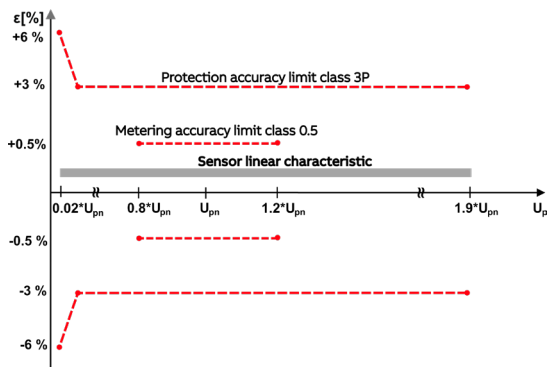 ε[%]
+6 %
+3 %
Protection accuracy limit class 3P
Metering accuracy limit class 0.5
+0.5%
Sensor linear characteristic
0.02*Upn
0.8*Upn
Upn
1.2*Upn
1.9*Upn
Up
-0.5 %
-3 %
-6 %